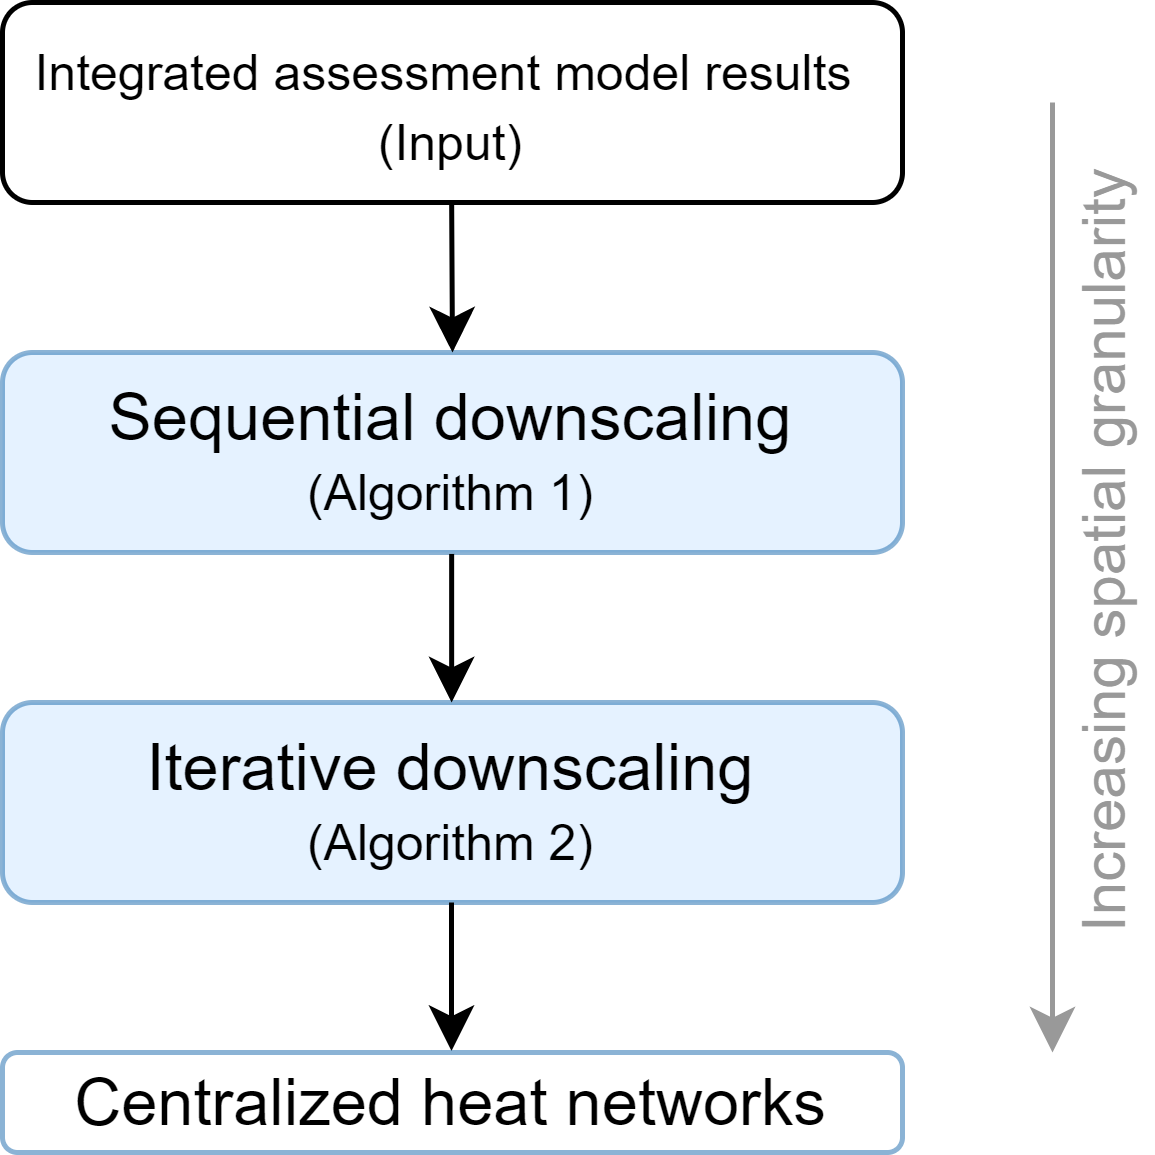 Integrated assessment model results
(Input)
Sequential downscaling
(Algorithm 1)
Iterative downscaling
(Algorithm 2)
Centralized heat networks
Increasing spatial granularity